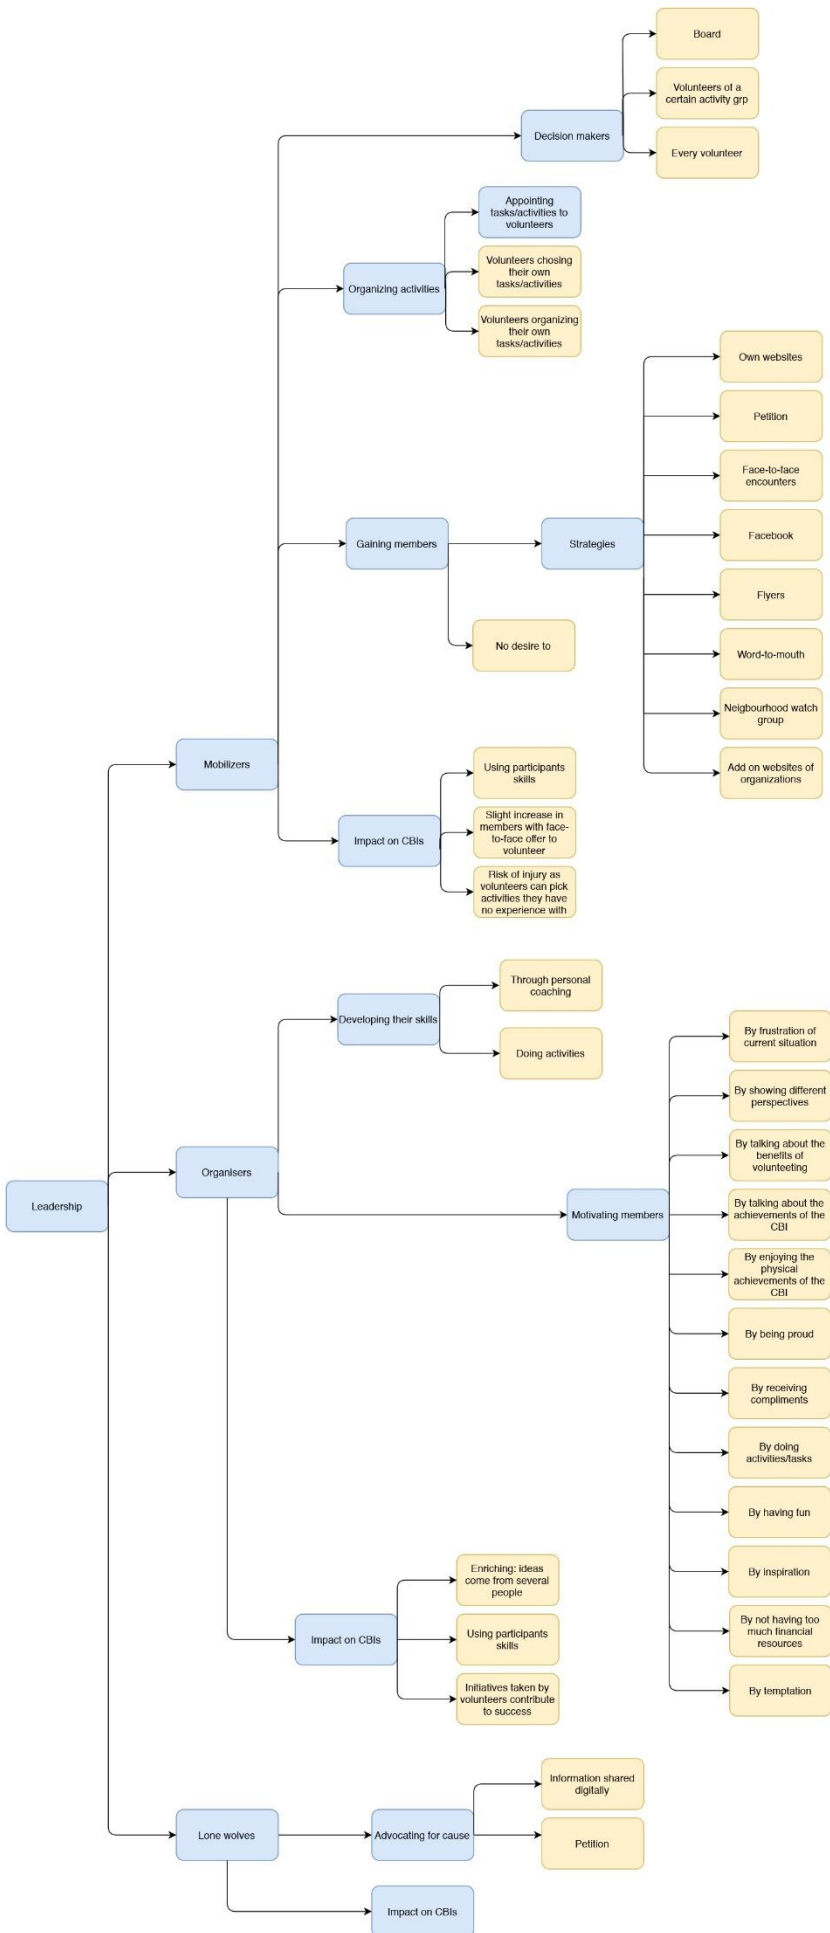 Board
Volunteers of a
certain activity grp
Decision makers
Every volunteer
Appointing
tasks/activities to
volunteers
Volunteers chosing
their own
tasks/activities
Organizing activities
Volunteers organizing
their own
tasks/activities
Own websites
Petition
Face-to-face
encounters
Gaining members
Strategies
Facebook
Flyers
No desire to
Word-to-mouth
Neigbourhood watch
group
Mobilizers
Add on websites of
organizations
Using participants
skills
Impact on CBIs
Slight increase in
members with face-
to-face offer to
volunteer
Risk of injury as
volunteers can pick
activities they have
no experience with
Through personal
coaching
Developing their skills
Doing activities
By frustration of
current situation
By showing different
perspectives
By talking about the
benefits of
volunteeting
Organisers
Leadership
Motivating members
By talking about the
achievements of the
CBI
By enjoying the
physical
achievements of the
CBI
By being proud
By receiving
compliments
By doing
activities/tasks
By having fun
By inspiration
By not having too
much financial
resources
By temptation
Enriching: ideas
come from several
people
Impact on CBIs
Using participants
skills
Initiatives taken by
volunteers contribute
to success
Information shared
digitally
Lone wolves
Advocating for cause
Petition
Impact on CBIs